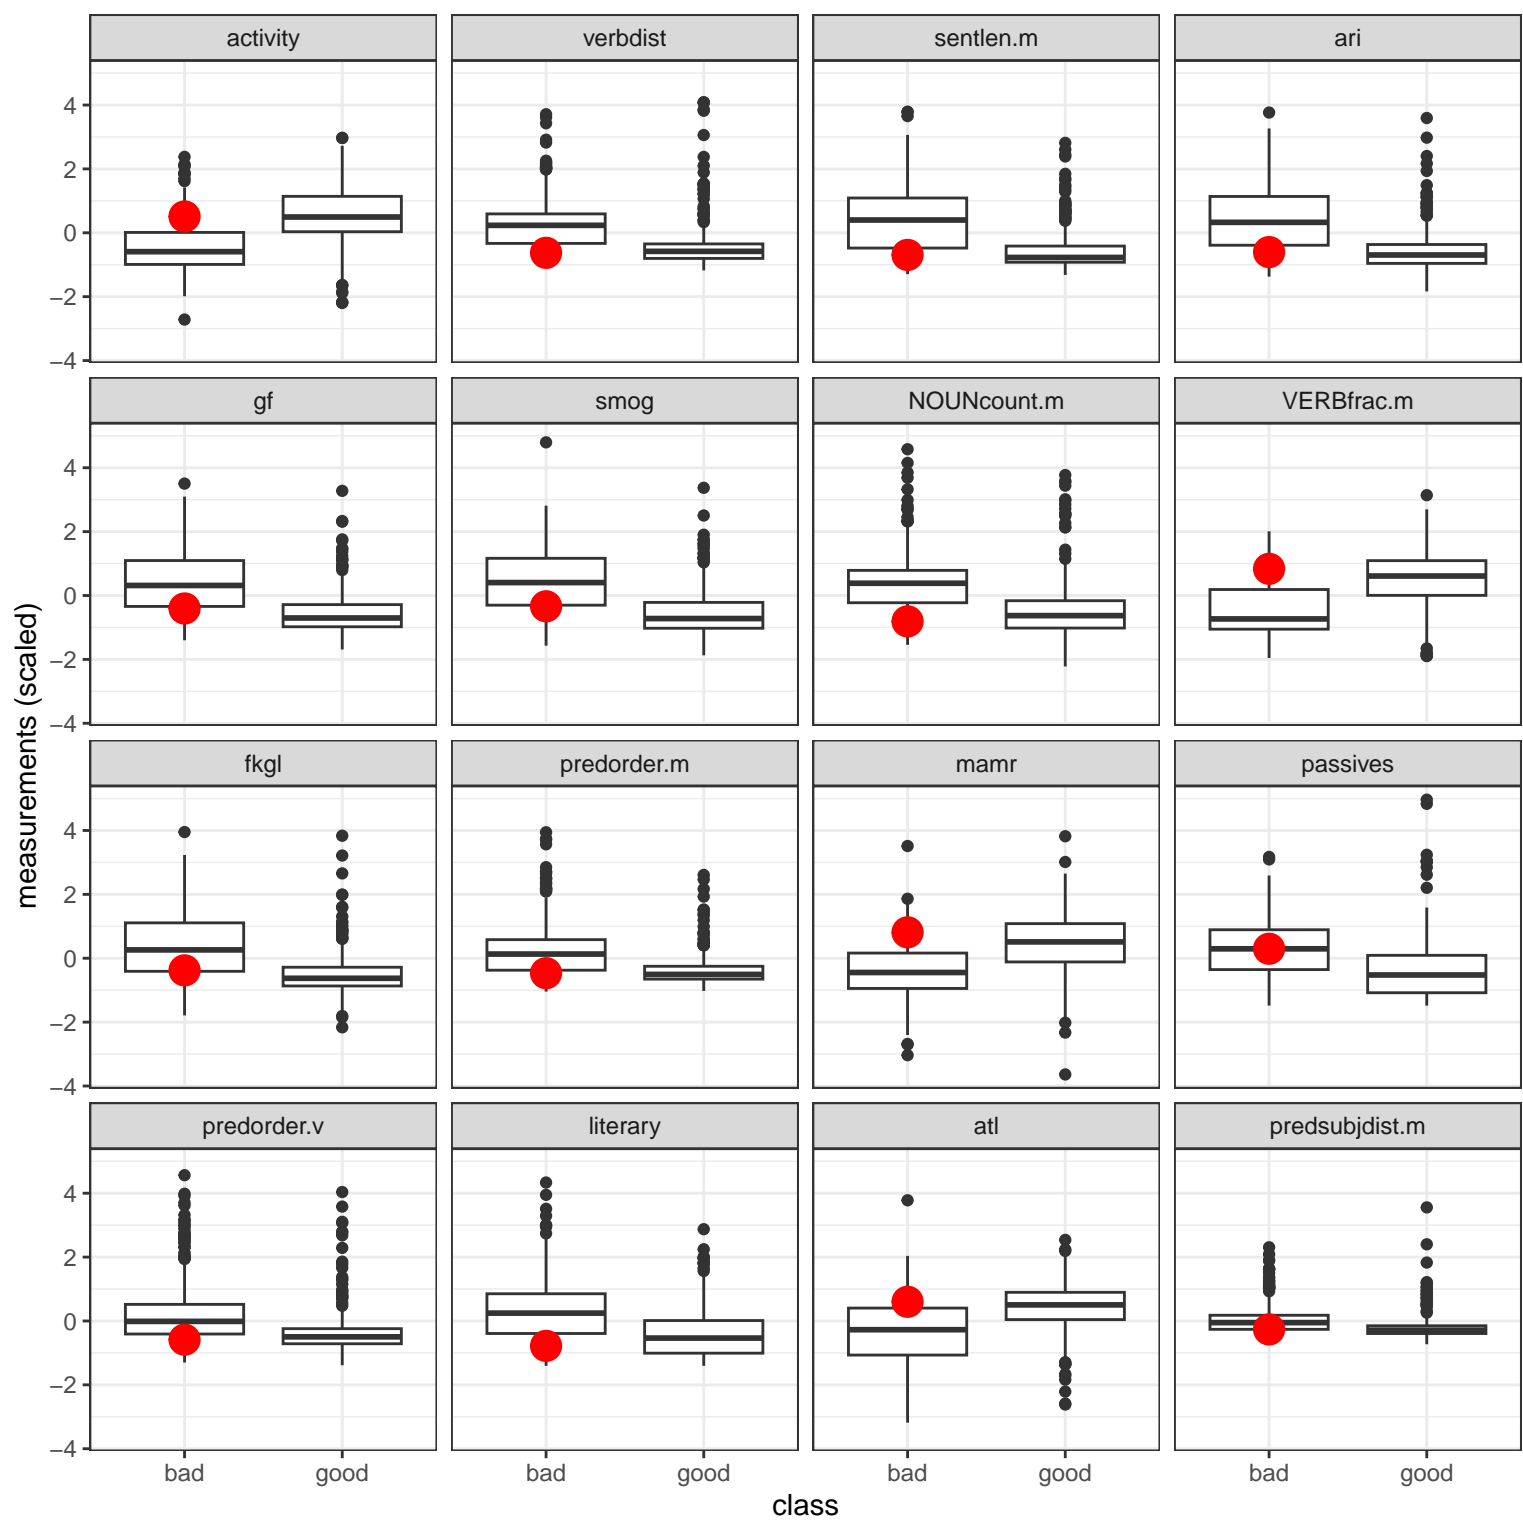 activity verbdist sentlen.m ari
4
2
0
−2
−4
gf smog NOUNcount.m VERBfrac.m
4
2
0
−2
−4
fkgl predorder.m mamr passives
4
2
0
−2
−4
predorder.v literary atl predsubjdist.m
4
2
0
−2
−4
bad good bad good bad good bad good
class
measurements (scaled)